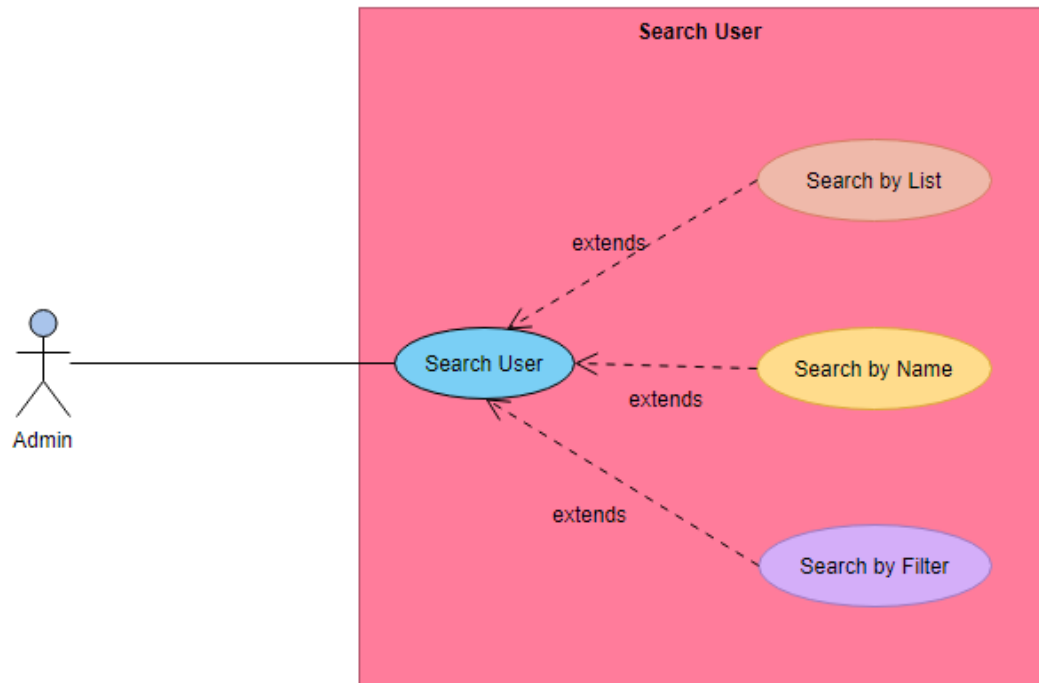 Search User
Search by List
extends
Search User
Search by Name
extends
Admin
extends
Search by Filter